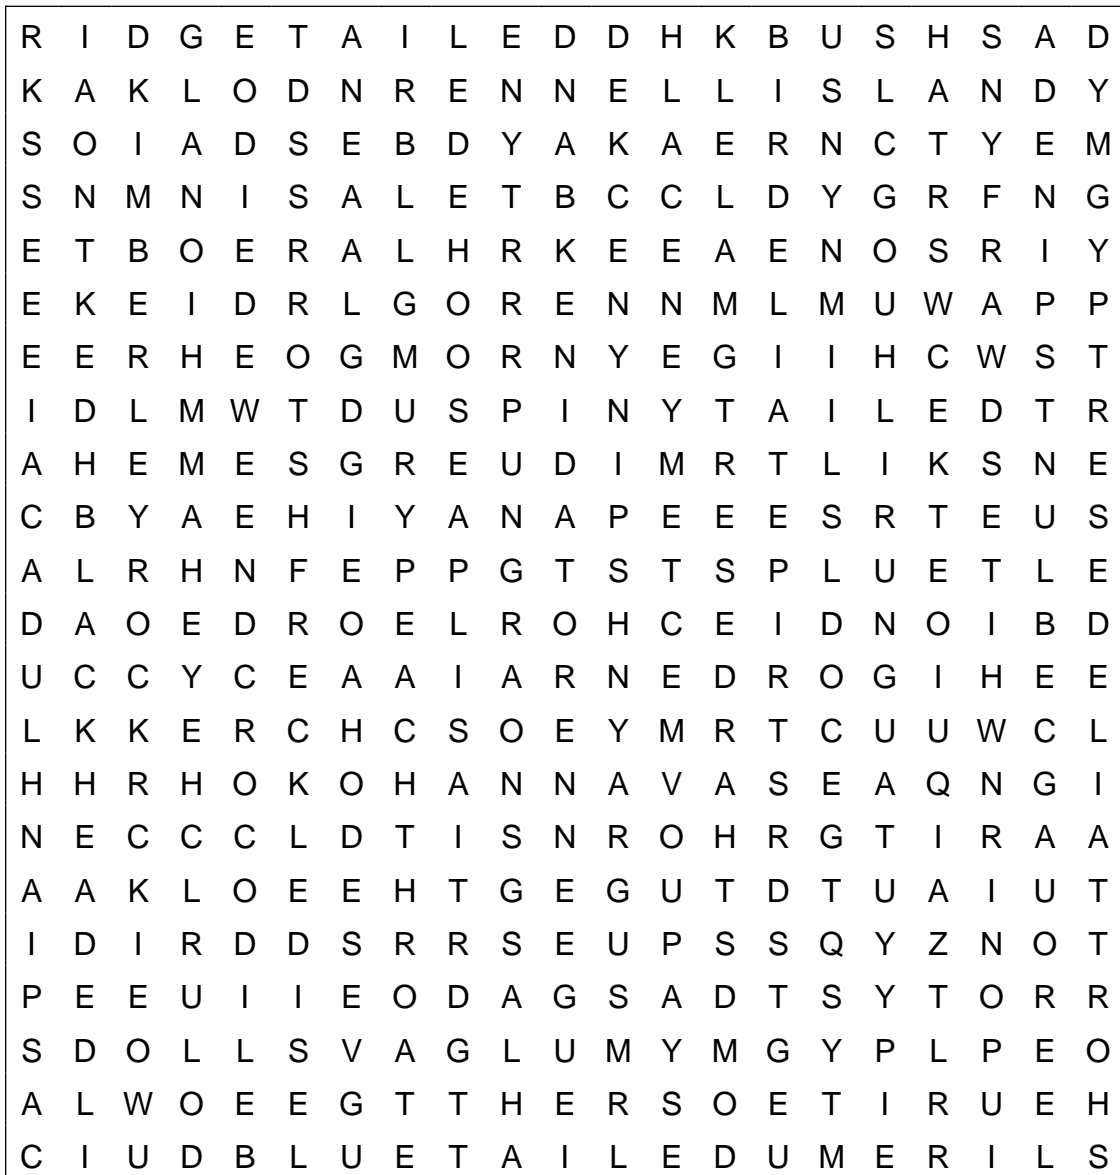 R I D G E T A I L E D D H K B U S H S A D
K A K L O D N R E N N E L L I S L A N D Y
S O I A D S E B D Y A K A E R N C T Y E M
S N M N I S A L E T B C C L D Y G R F N G
E T B O E R A L H R K E E A E N O S R I Y
E K E I D R L G O R E N N M L M U W A P P
E E R H E O G M O R N Y E G I I H C W S T
I D L M W T D U S P I N Y T A I L E D T R
A H E M E S G R E U D I M R T L I K S N E
C B Y A E H I Y A N A P E E E S R T E U S
A L R H N F E P P G T S T S P L U E T L E
D A O E D R O E L R O H C E I D N O I B D
U C C Y C E A A I A R N E D R O G I H E E
L K K E R C H C S O E Y M R T C U U W C L
H H R H O K O H A N N A V A S E A Q N G I
N E C C C L D T I S N R O H R G T I R A A
A A K L O E E H T G E G U T D T U A I U T
I D I R D D S R R S E U P S S Q Y Z N O T
P E E U I I E O D A G S A D T S Y T O R R
S D O L L S V A G L U M Y M G Y P L P E O
A L W O E E G T T H E R S O E T I R U E H
C I U D B L U E T A I L E D U M E R I L S